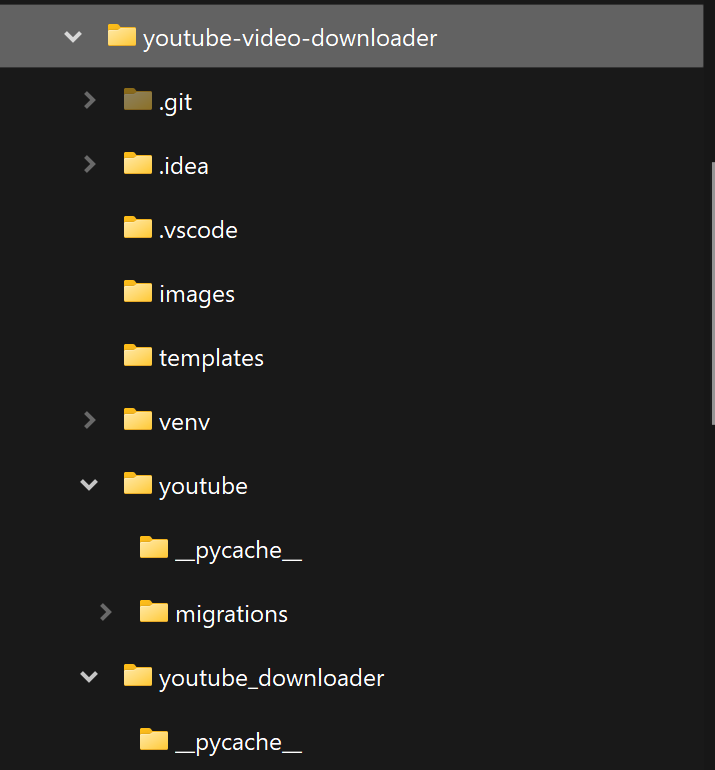 youtube-video-downloader
.git
.idea
.vscode
images
templates
venv
youtube
__pycache__
migrations
youtube_downloader
__pycache__